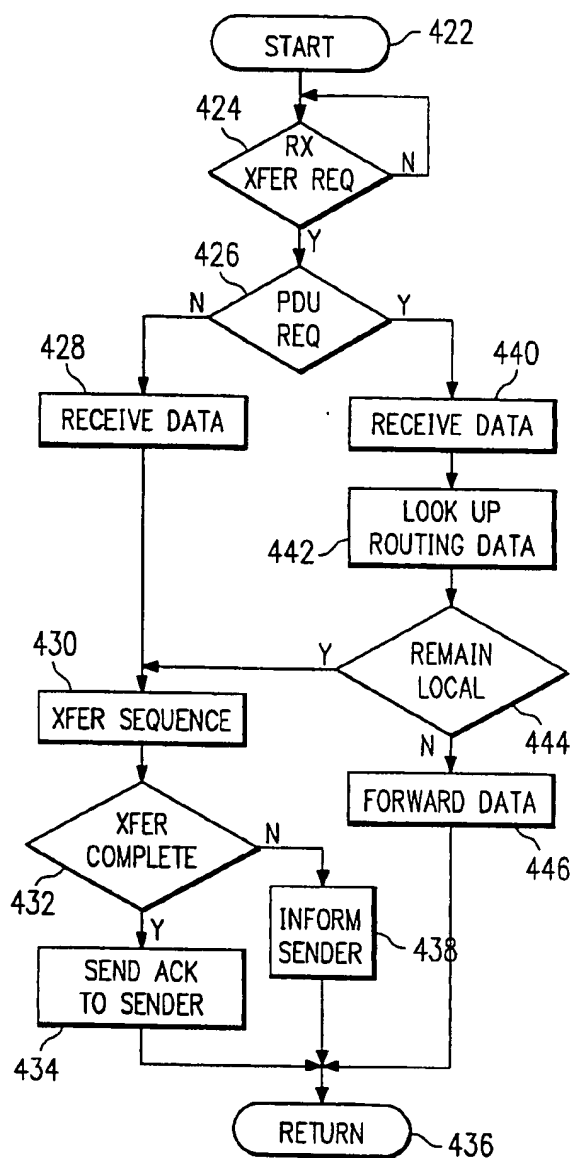 START
422
424
RX
XFER REQ
N
Y
426
N
PDU
REQ
Y
428
RECEIVE DATA
440
RECEIVE DATA
442
LOOK UP
ROUTING DATA
430
Y
REMAIN
LOCAL
444
XFER SEQUENCE
N
XFER
COMPLETE
N
432
FORWARD DATA
446
Y
INFORM
SENDER
438
SEND ACK
TO SENDER
434
RETURN
436